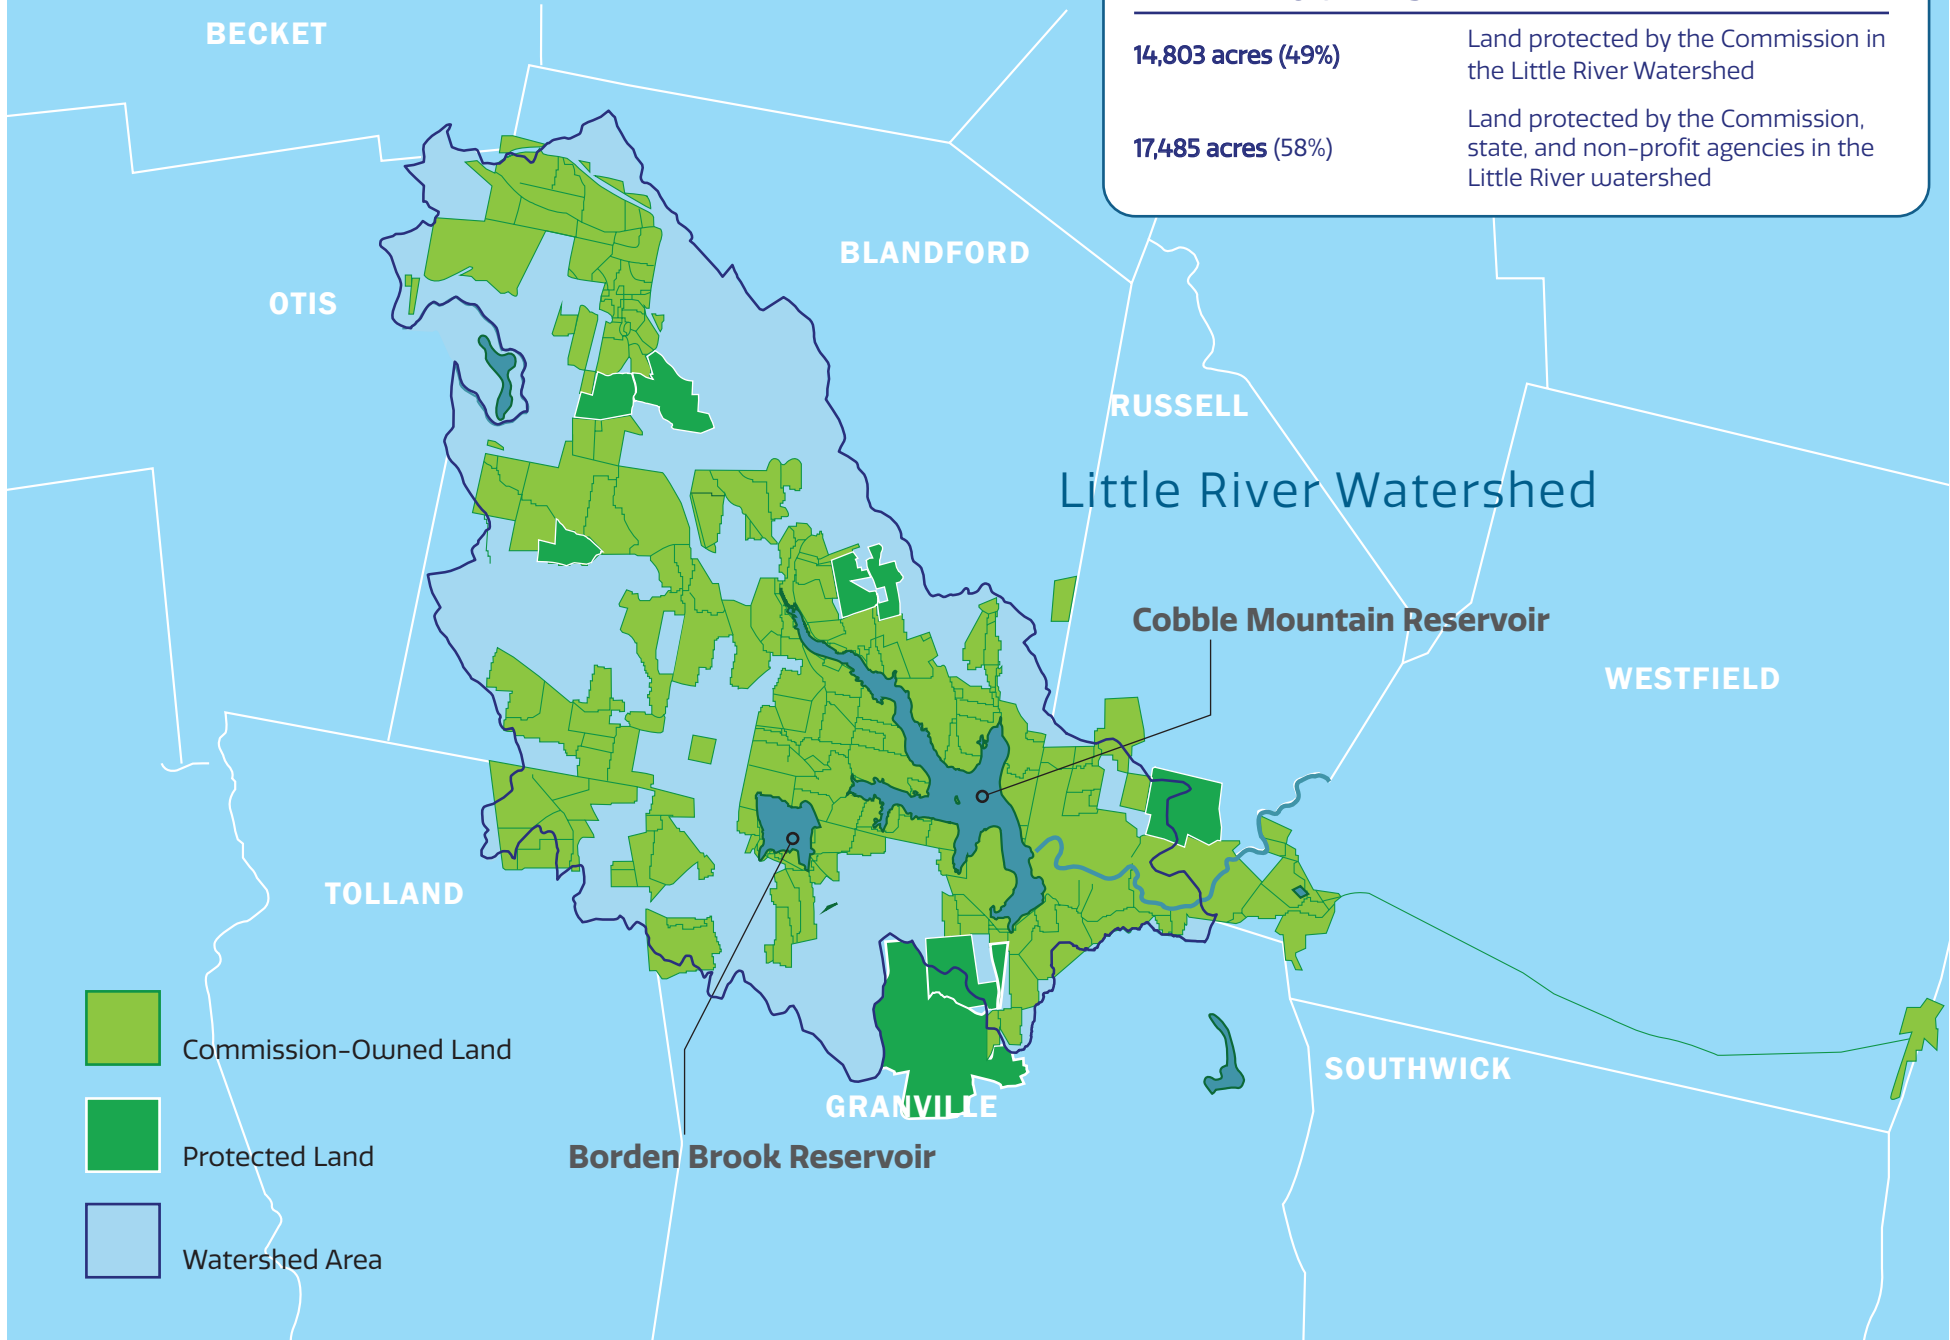 BECKET
14,803 acres (49%)
Land protected by the Commission in
the Little River Watershed
17,485 acres (58%)
Land protected by the Commission,
state, and non-profit agencies in the
Little River watershed
BLANDFORD
OTIS
RUSSELL
Little River Watershed
Cobble Mountain Reservoir
WESTFIELD
TOLLAND
Commission-Owned Land
SOUTHWICK
GRANVILLE
Protected Land
Borden Brook Reservoir
Watershed Area